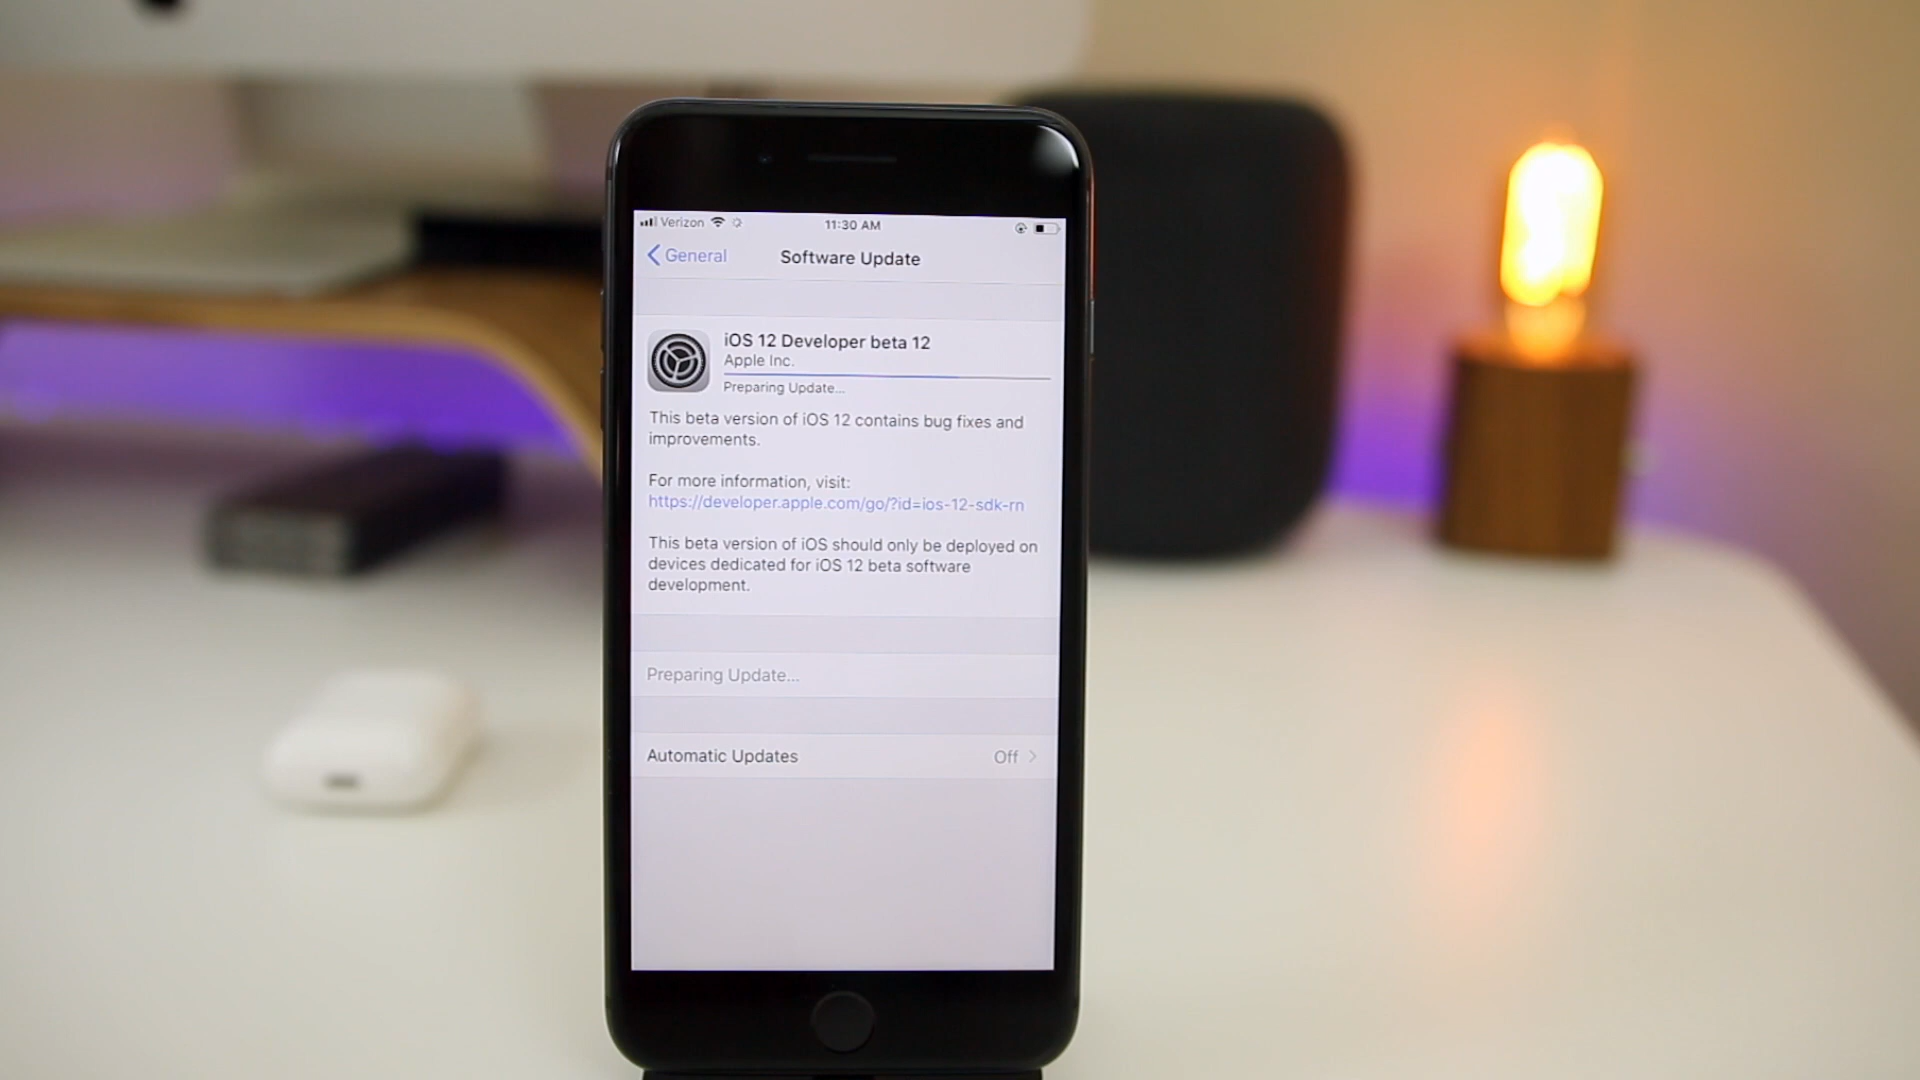 Verizon 11:30 AM
General Software Update
iOS 12 Developer beta 12
Apple Inc.
Preparing Update...
This beta version of iOS 12 contains bug fixes and
improvements.
For more information, visit:
https://developer.apple.com/go/?id=ios-12-sdk-rn
This beta version of iOS should only be deployed on
devices dedicated for iOS 12 beta software
development.
Preparing Update...
Automatic Updates Off